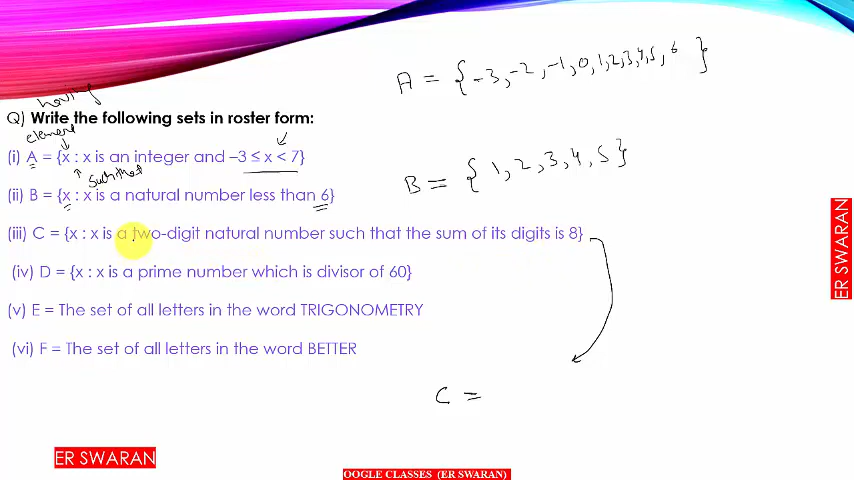 A = { -3, -2, -1, 0, 1, 2, 3, 4, 5, 6 }
having
Q) Write the following sets in roster form:
element
(i) A = {x : x is an integer and –3 ≤ x < 7}
such that
B = { 1, 2, 3, 4, 5 }
(ii) B = {x : x is a natural number less than 6}
(iii) C = {x : x is a two-digit natural number such that the sum of its digits is 8}
(iv) D = {x : x is a prime number which is divisor of 60}
(v) E = The set of all letters in the word TRIGONOMETRY
(vi) F = The set of all letters in the word BETTER
C =
ER SWARAN
ER SWARAN
OOGLE CLASSES (ER SWARAN)